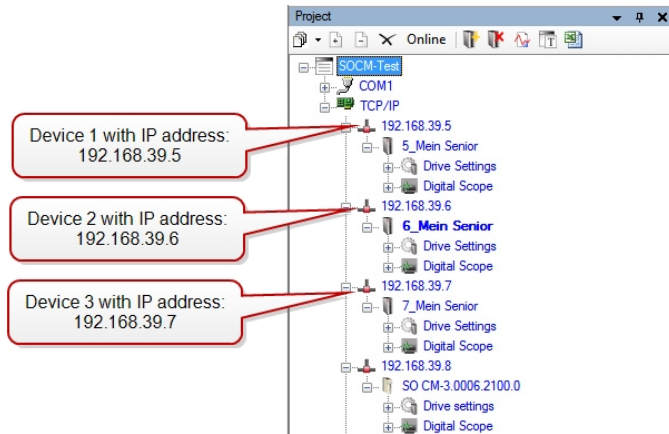 Project
Online
SOCM-Test
COM1
TCP/IP
192.168.39.5
5_Mein Senior
Drive Settings
Digital Scope
192.168.39.6
6_Mein Senior
Drive Settings
Digital Scope
192.168.39.7
7_Mein Senior
Drive Settings
Digital Scope
192.168.39.8
SO CM-3.0006.2100.0
Drive settings
Digital Scope
Device 1 with IP address:
192.168.39.5
Device 2 with IP address:
192.168.39.6
Device 3 with IP address:
192.168.39.7